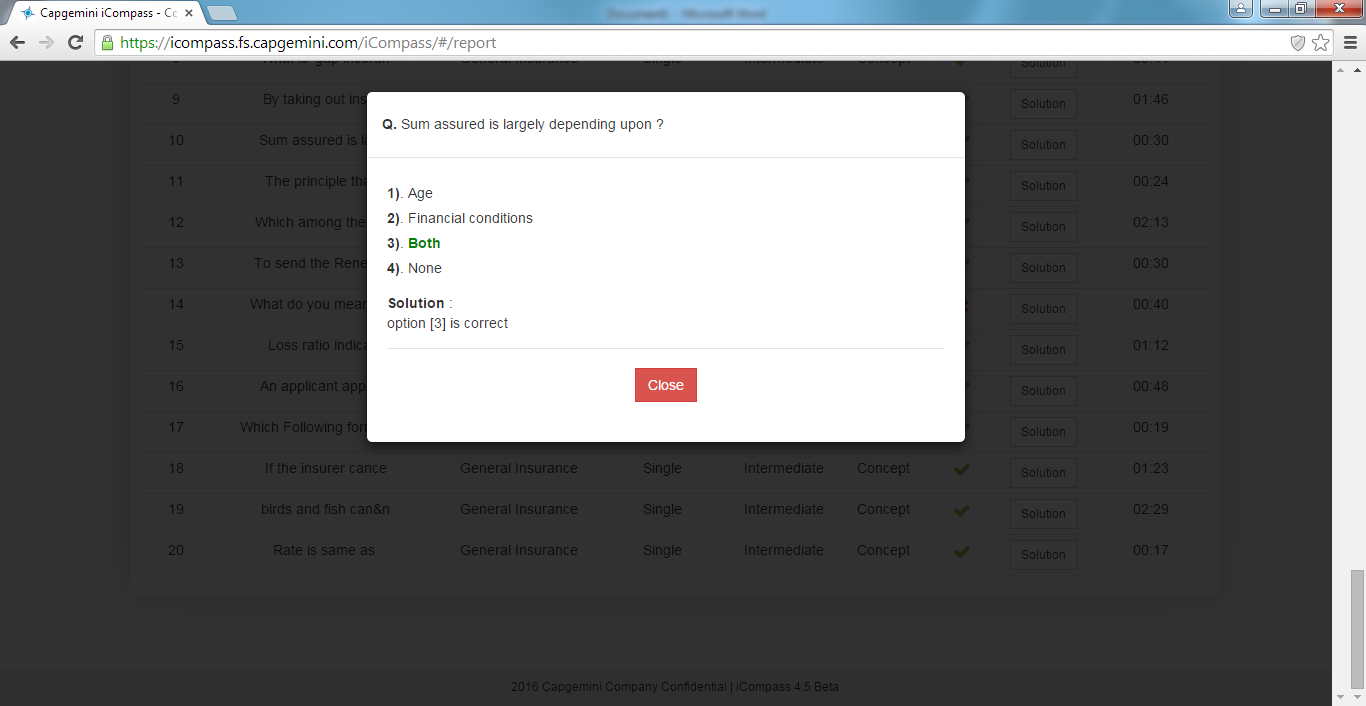 Capgemini iCompass - Cc
Document1 - Microsoft Word
https://icompass.fs.capgemini.com/iCompass/#/report
Solution
9 By taking out ins Solution 01:46
10 Sum assured is la Solution 00:30
11 The principle tha Solution 00:24
12 Which among the Solution 02:13
13 To send the Rene Solution 00:30
14 What do you mear Solution 00:40
15 Loss ratio indica Solution 01:12
16 An applicant app Solution 00:48
17 Which Following for Solution 00:19
18 If the insurer cance General Insurance Single Intermediate Concept Solution 01:23
19 birds and fish can&n General Insurance Single Intermediate Concept Solution 02:29
20 Rate is same as General Insurance Single Intermediate Concept Solution 00:17
Q. Sum assured is largely depending upon ?
1). Age
2). Financial conditions
3). Both
4). None
Solution :
option [3] is correct
Close
2016 Capgemini Company Confidential | iCompass 4.5 Beta